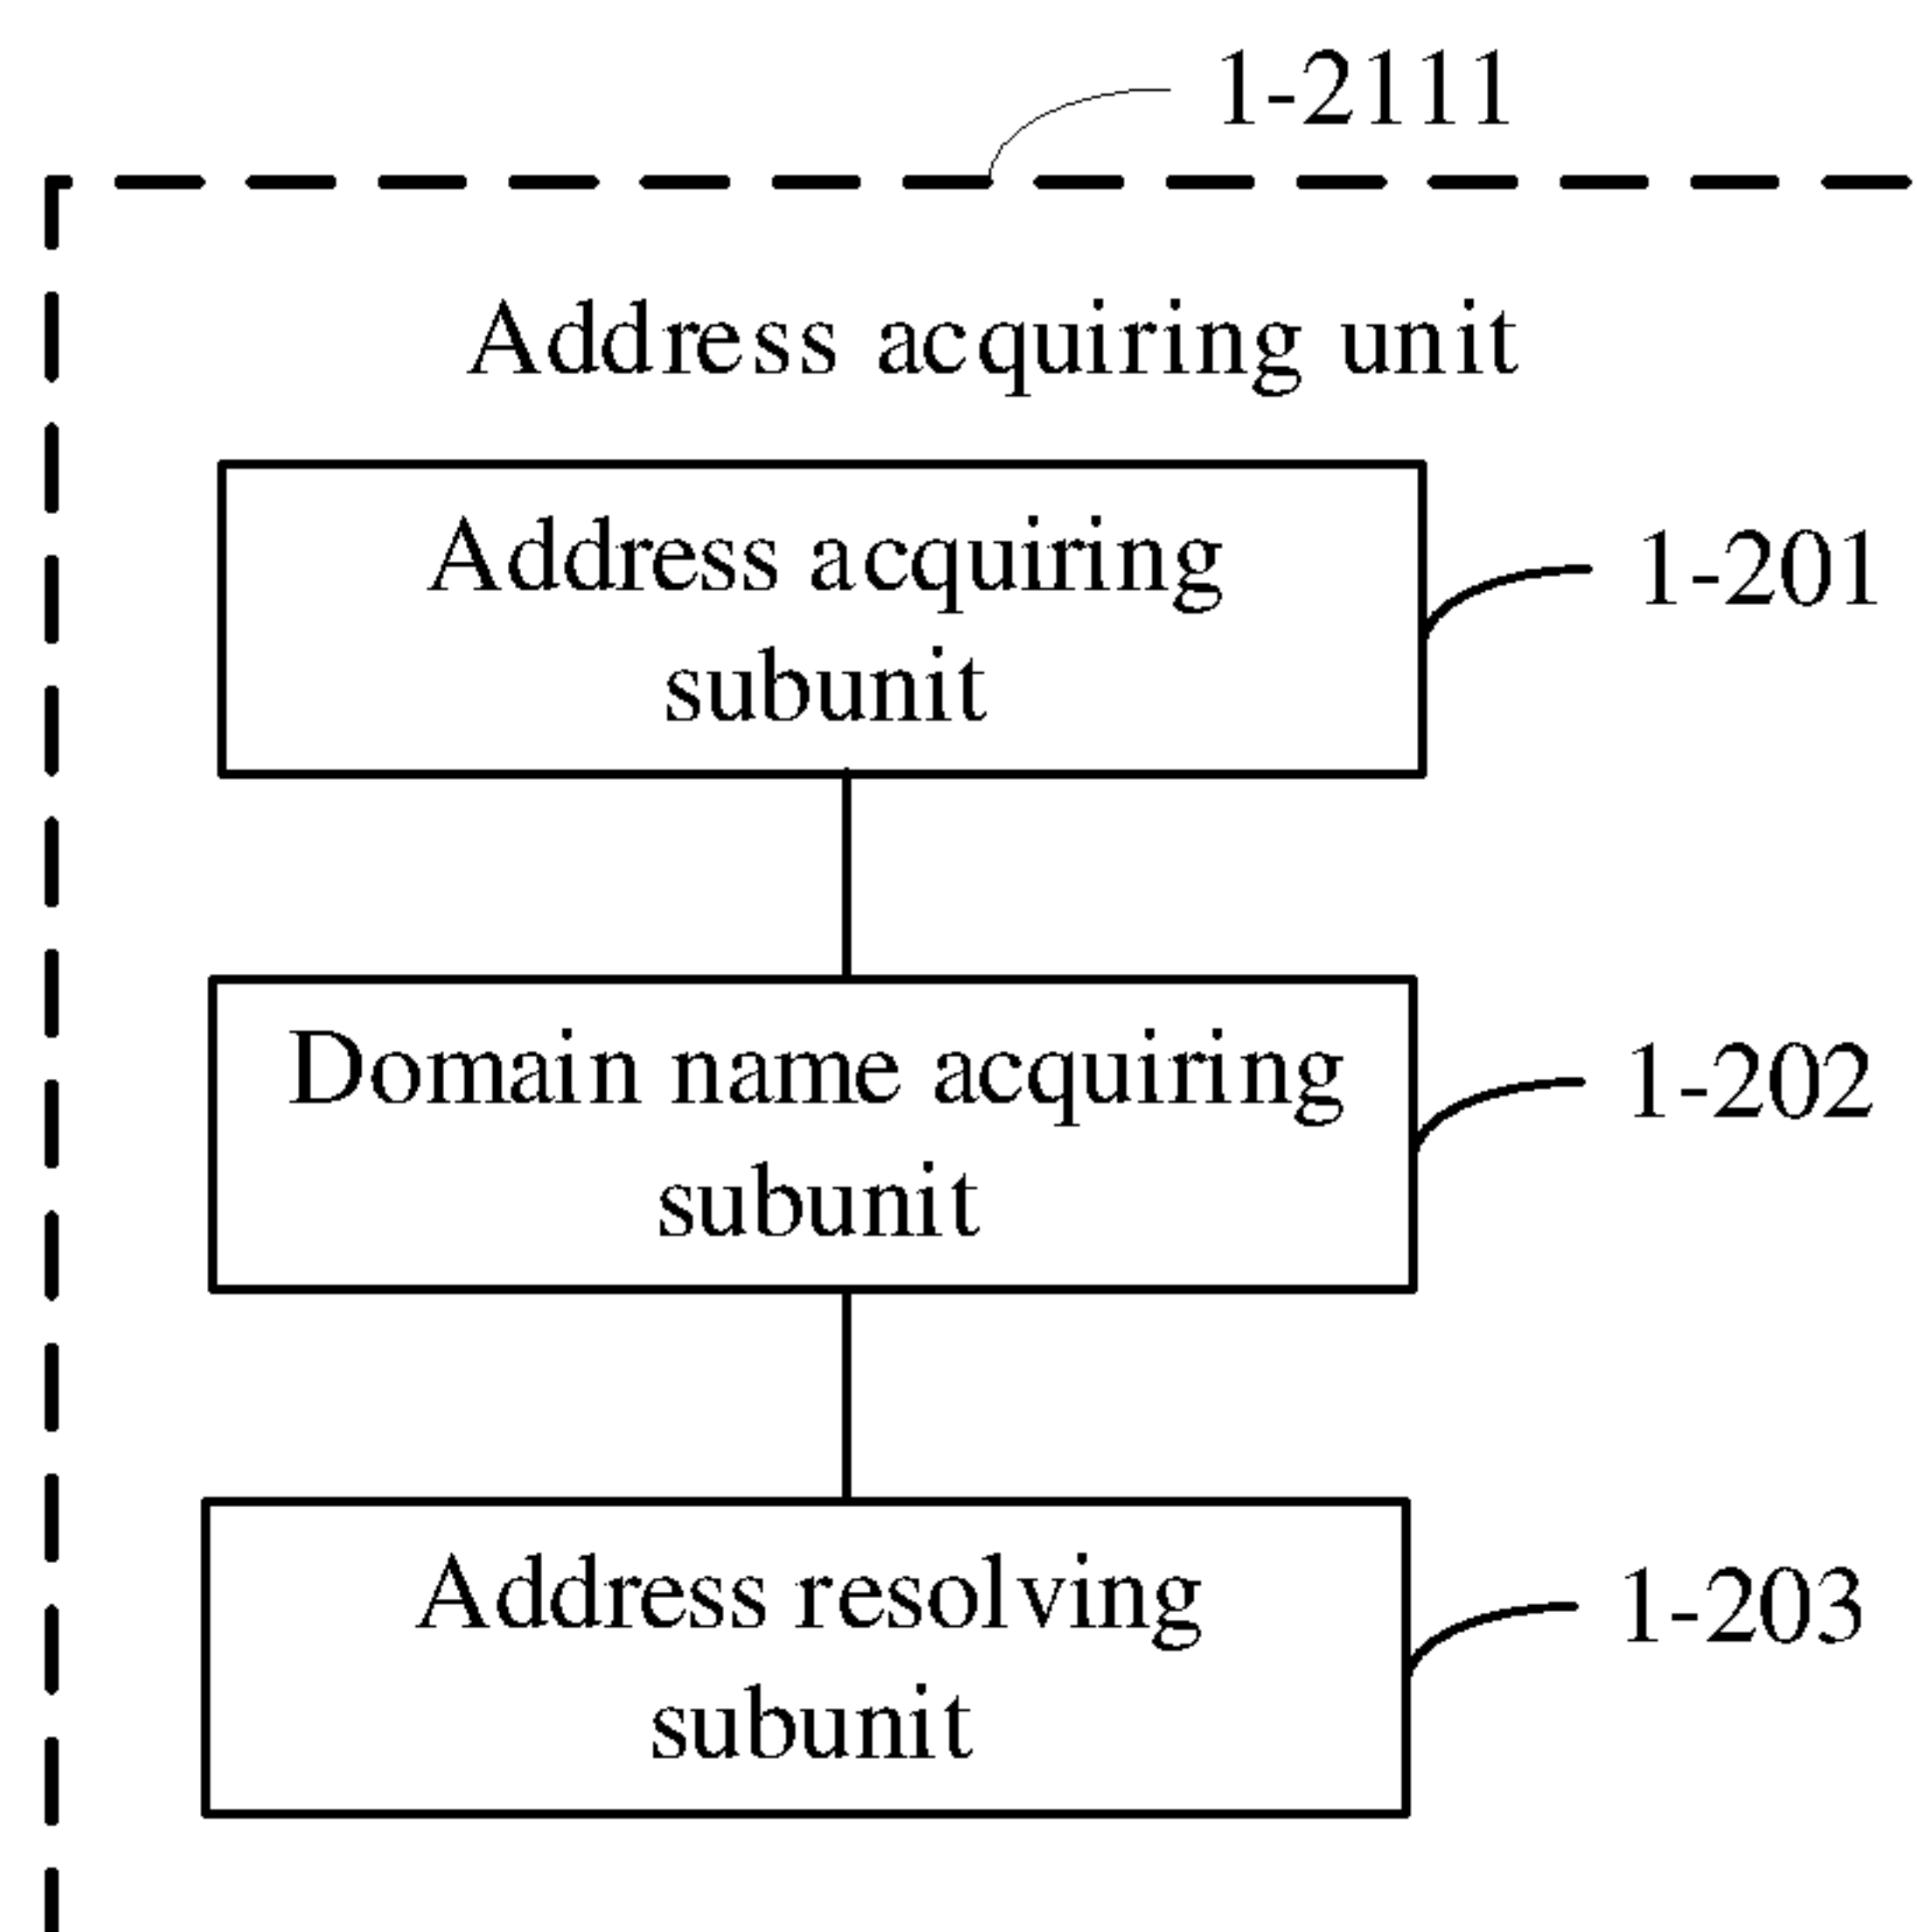 1-2111
Address acquiring unit
Address acquiring
subunit
1-201
Domain name acquiring
subunit
1-202
Address resolving
subunit
1-203